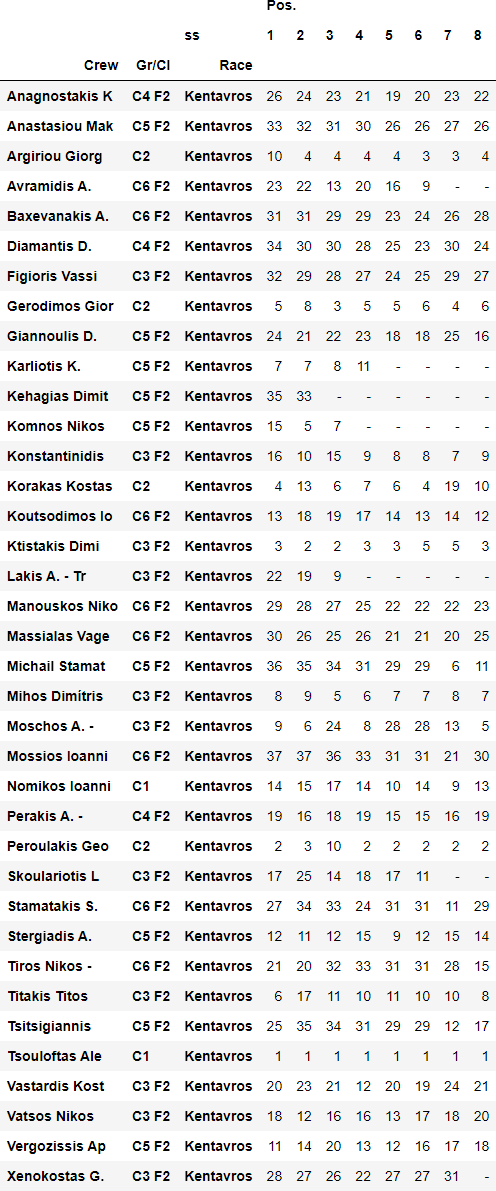 Pos.
ss 1 2 3 4 5 6 7 8
Crew Gr/Cl Race
Anagnostakis K C4 F2 Kentavros 26 24 23 21 19 20 23 22
Anastasiou Mak C5 F2 Kentavros 33 32 31 30 26 26 27 26
Argiriou Giorg C2 Kentavros 10 4 4 4 4 3 3 4
Avramidis A. C6 F2 Kentavros 23 22 13 20 16 9 - -
Baxevanakis A. C6 F2 Kentavros 31 31 29 29 23 24 26 28
Diamantis D. C4 F2 Kentavros 34 30 30 28 25 23 30 24
Figioris Vassi C3 F2 Kentavros 32 29 28 27 24 25 29 27
Gerodimos Gior C2 Kentavros 5 8 3 5 5 6 4 6
Giannoulis D. C5 F2 Kentavros 24 21 22 23 18 18 25 16
Karliotis K. C5 F2 Kentavros 7 7 8 11 - - - -
Kehagias Dimit C5 F2 Kentavros 35 33 - - - - - -
Komnos Nikos C5 F2 Kentavros 15 5 7 - - - - -
Konstantinidis C3 F2 Kentavros 16 10 15 9 8 8 7 9
Korakas Kostas C2 Kentavros 4 13 6 7 6 4 19 10
Koutsodimos Io C6 F2 Kentavros 13 18 19 17 14 13 14 12
Ktistakis Dimi C3 F2 Kentavros 3 2 2 3 3 5 5 3
Lakis A. - Tr C3 F2 Kentavros 22 19 9 - - - - -
Manouskos Niko C6 F2 Kentavros 29 28 27 25 22 22 22 23
Massialas Vage C6 F2 Kentavros 30 26 25 26 21 21 20 25
Michail Stamat C5 F2 Kentavros 36 35 34 31 29 29 6 11
Mihos Dimítris C3 F2 Kentavros 8 9 5 6 7 7 8 7
Moschos A. - C3 F2 Kentavros 9 6 24 8 28 28 13 5
Mossios Ioanni C6 F2 Kentavros 37 37 36 33 31 31 21 30
Nomikos Ioanni C1 Kentavros 14 15 17 14 10 14 9 13
Perakis A. - C4 F2 Kentavros 19 16 18 19 15 15 16 19
Peroulakis Geo C2 Kentavros 2 3 10 2 2 2 2 2
Skoulariotis L C3 F2 Kentavros 17 25 14 18 17 11 - -
Stamatakis S. C6 F2 Kentavros 27 34 33 24 31 31 11 29
Stergiadis A. C5 F2 Kentavros 12 11 12 15 9 12 15 14
Tiros Nikos - C6 F2 Kentavros 21 20 32 33 31 31 28 15
Titakis Titos C3 F2 Kentavros 6 17 11 10 11 10 10 8
Tsitsigiannis C5 F2 Kentavros 25 35 34 31 29 29 12 17
Tsouloftas Ale C1 Kentavros 1 1 1 1 1 1 1 1
Vastardis Kost C3 F2 Kentavros 20 23 21 12 20 19 24 21
Vatsos Nikos C3 F2 Kentavros 18 12 16 16 13 17 18 20
Vergozissis Ap C5 F2 Kentavros 11 14 20 13 12 16 17 18
Xenokostas G. C3 F2 Kentavros 28 27 26 22 27 27 31 -